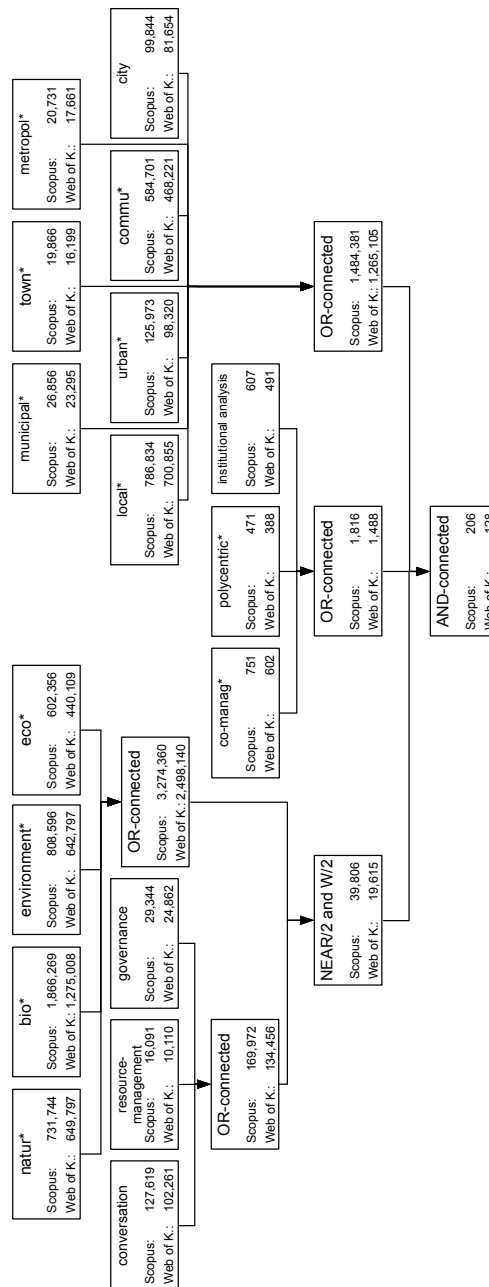 natur*
Scopus: 731,744
Web of K.: 649,797
bio*
Scopus: 1,866,269
Web of K.: 1,275,008
environment*
Scopus: 808,596
Web of K.: 642,797
eco*
Scopus: 602,356
Web of K.: 440,109
municipal*
Scopus: 26,856
Web of K.: 23,295
town*
Scopus: 19,866
Web of K.: 16,199
metropol*
Scopus: 20,731
Web of K.: 17,661
local*
Scopus: 786,834
Web of K.: 700,855
urban*
Scopus: 125,973
Web of K.: 98,320
commu*
Scopus: 584,701
Web of K.: 468,221
city
Scopus: 99,844
Web of K.: 81,654
conversation
Scopus: 127,619
Web of K.: 102,261
resource-
management
Scopus: 16,091
Web of K.: 10,110
governance
Scopus: 29,344
Web of K.: 24,862
OR-connected
Scopus: 3,274,360
Web of K.: 2,498,140
co-manag*
Scopus: 751
Web of K.: 602
polycentric*
Scopus: 471
Web of K.: 388
institutional analysis
Scopus: 607
Web of K.: 491
OR-connected
Scopus: 169,972
Web of K.: 134,456
NEAR/2 and W/2
Scopus: 39,806
Web of K.: 19,615
OR-connected
Scopus: 1,816
Web of K.: 1,488
OR-connected
Scopus: 1,484,381
Web of K.: 1,265,105
AND-connected
Scopus: 206
Web of K.: